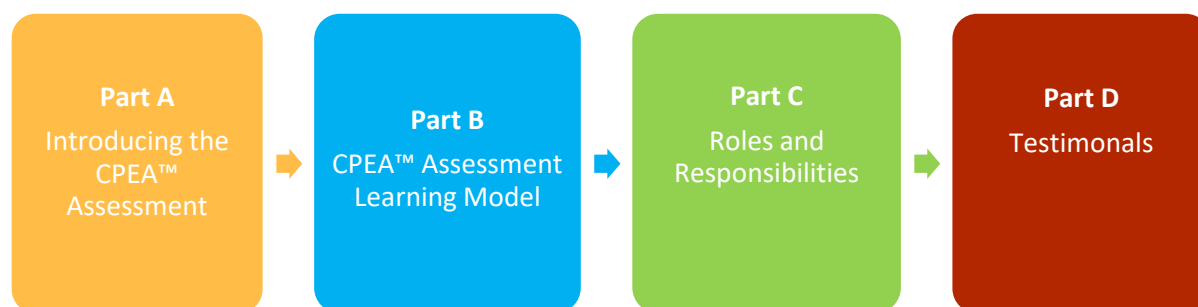 Part A
Introducing the
CPEA™
Assessment
Part B
CPEA™ Assessment
Learning Model
Part C
Roles and
Responsibilities
Part D
Testimonals